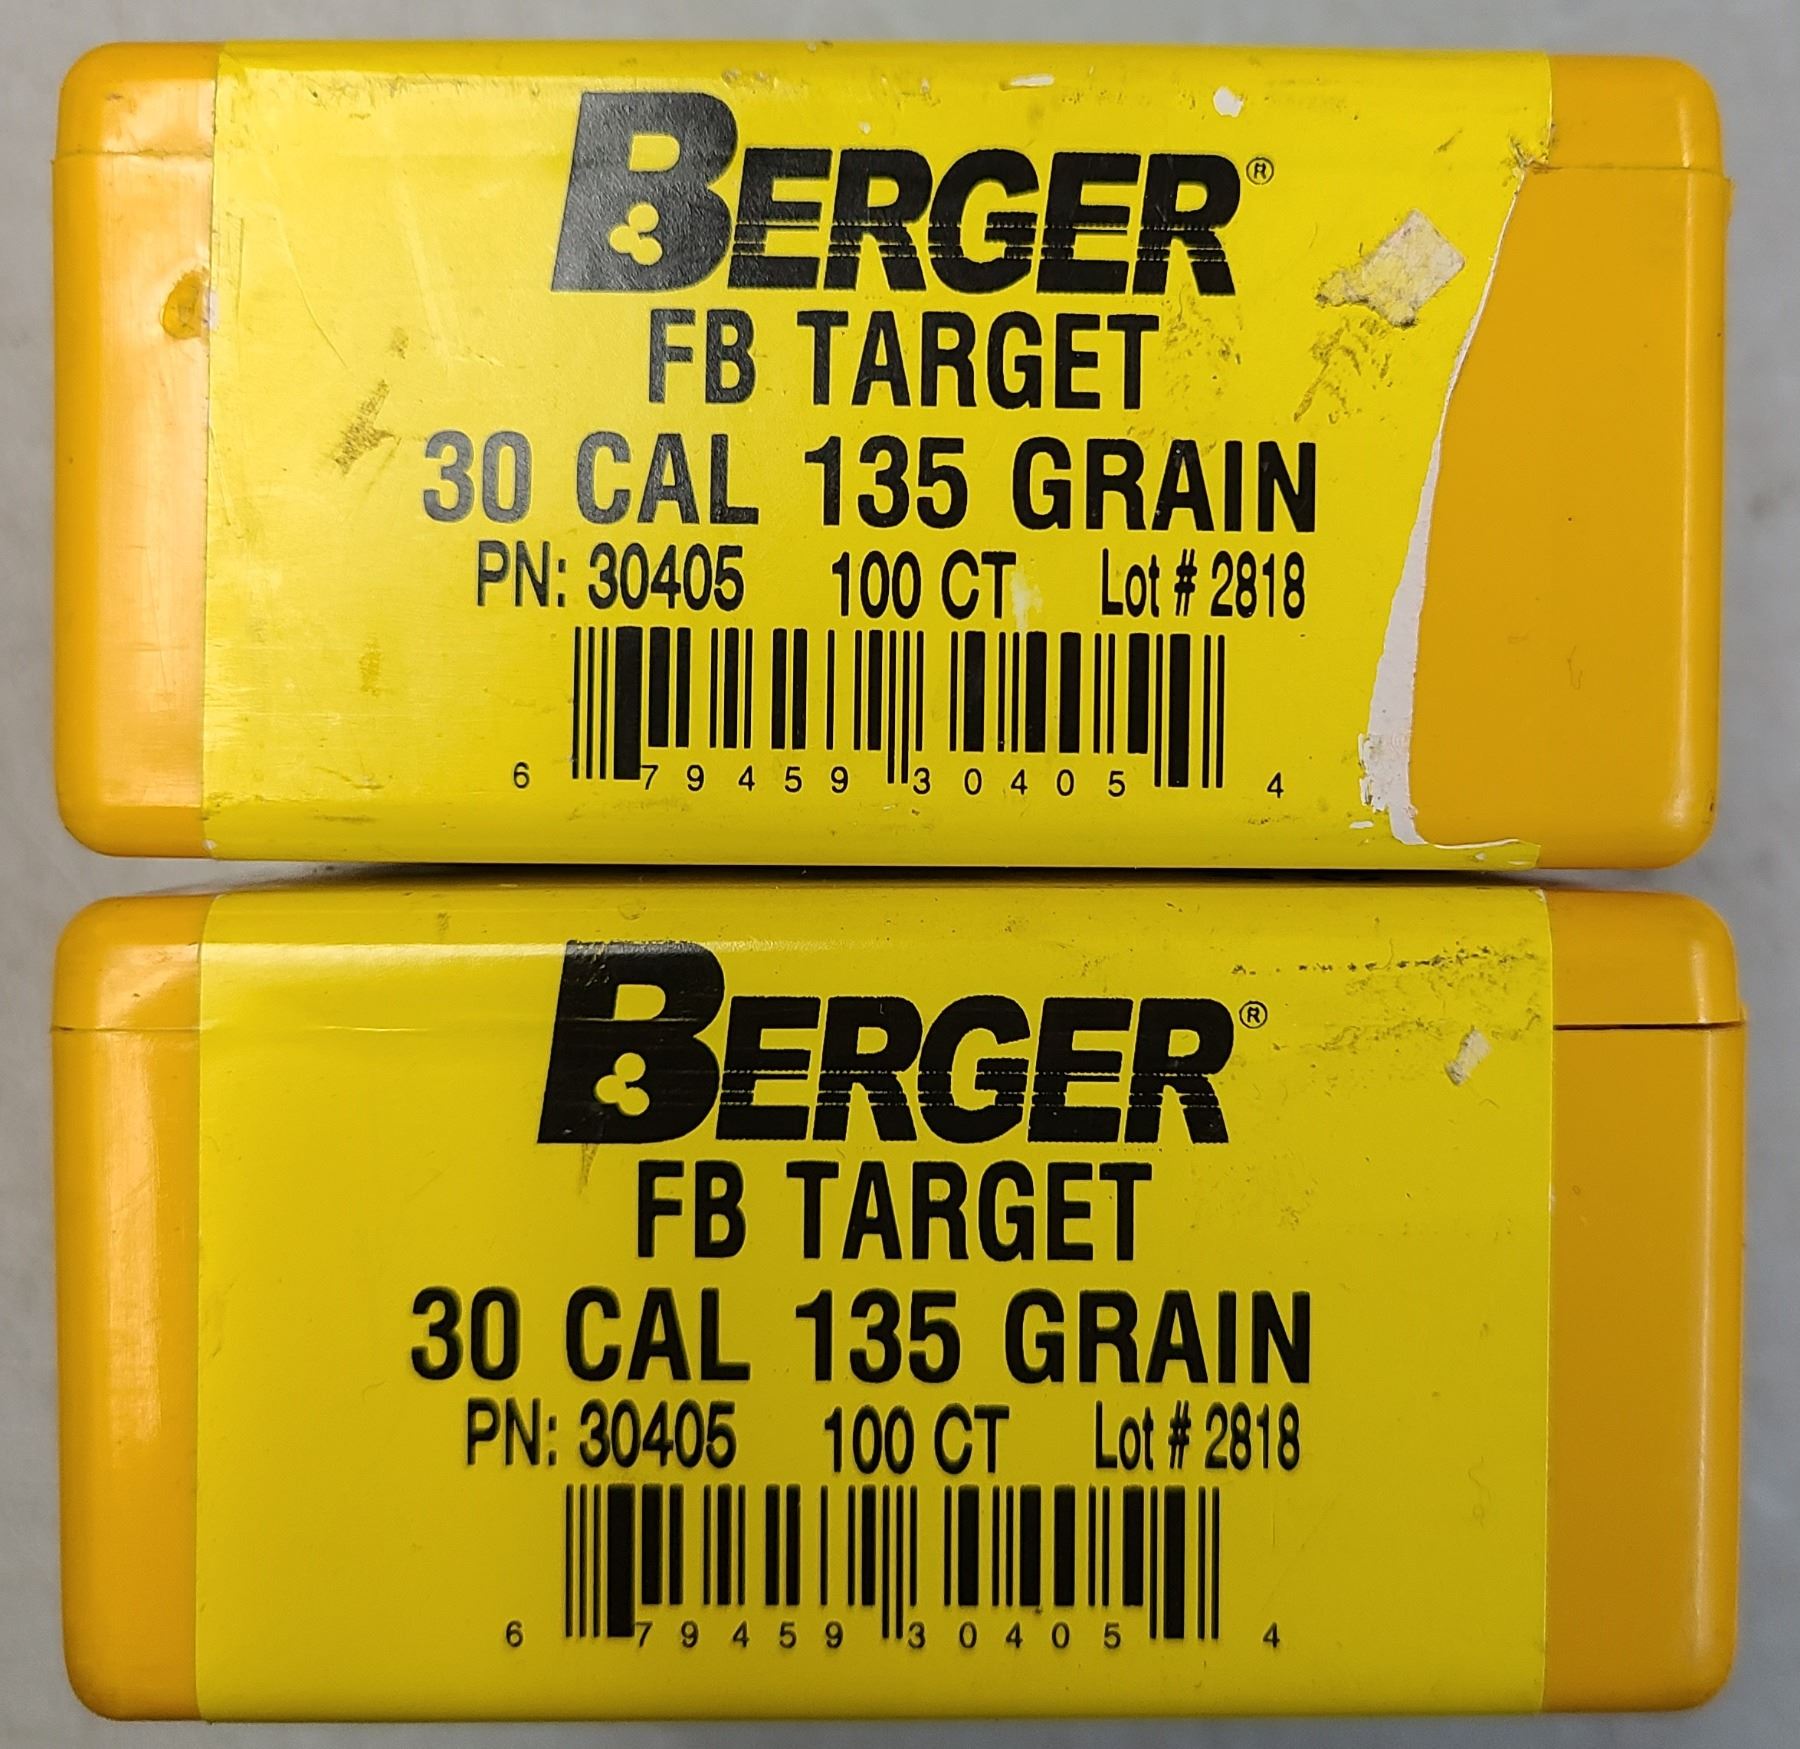 BERGER®
FB TARGET
30 CAL 135 GRAIN
PN: 30405 100 CT Lot # 2818
6 79459 30405 4
BERGER®
FB TARGET
30 CAL 135 GRAIN
PN: 30405 100 CT Lot # 2818
6 79459 30405 4